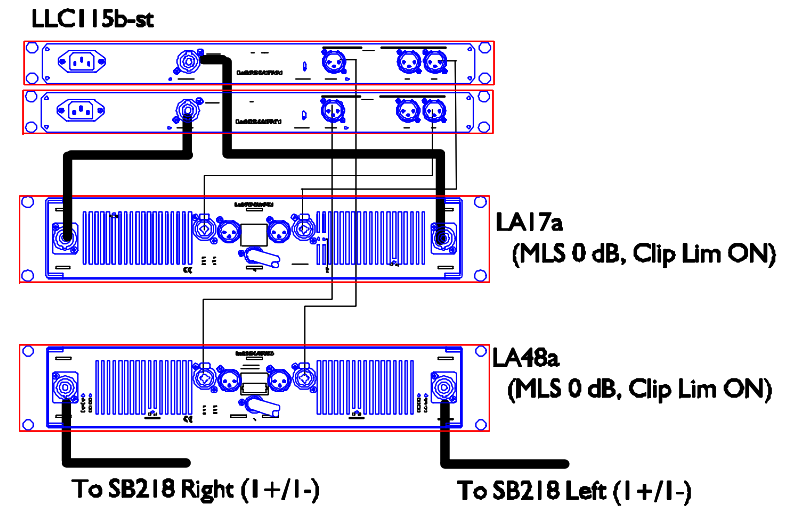 LLC115b-st
LA17a
(MLS 0 dB, Clip Lim ON)
LA48a
(MLS 0 dB, Clip Lim ON)
To SB218 Right (1+/1-)
To SB218 Left (1+/1-)